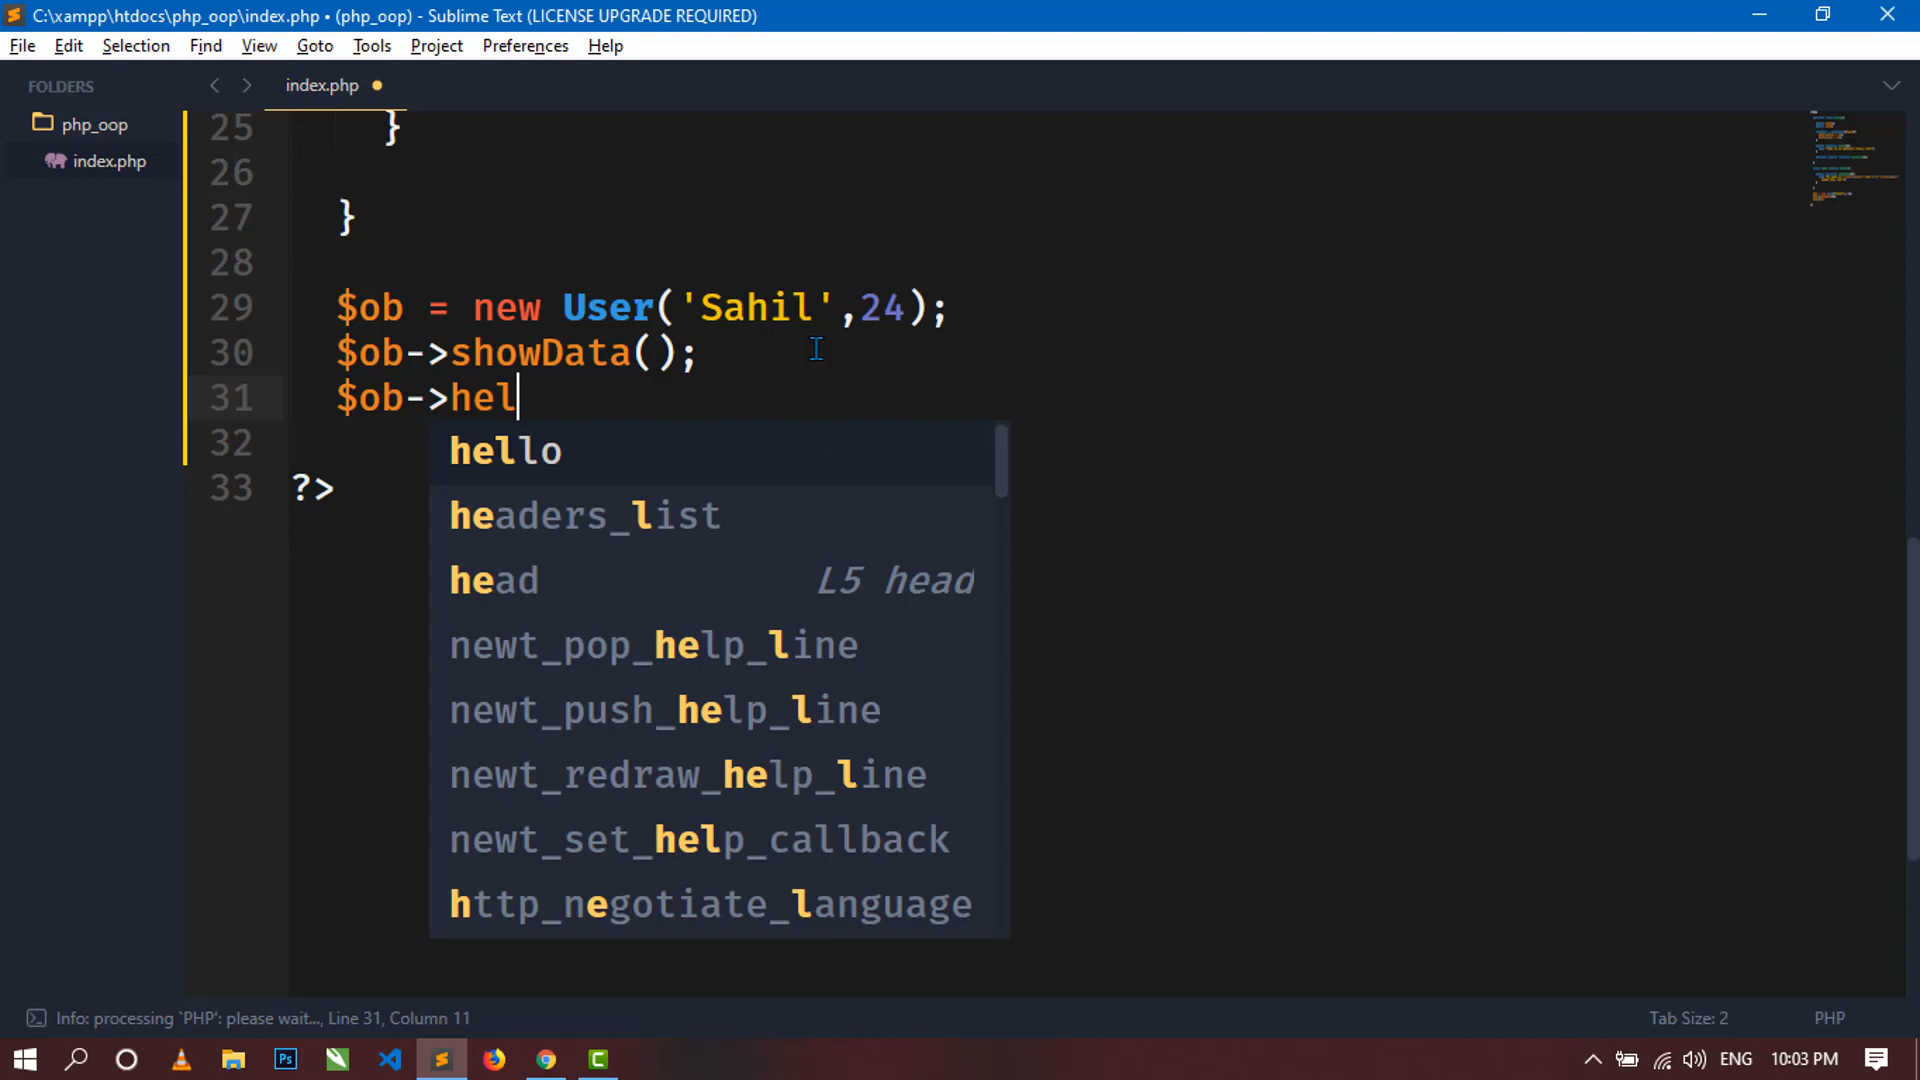 C:\xampp\htdocs\php_oop\index.php • (php_oop) - Sublime Text (LICENSE UPGRADE REQUIRED)
File Edit Selection Find View Goto Tools Project Preferences Help
FOLDERS
php_oop
index.php
index.php
25 }
26
27 }
28
29 $ob = new User('Sahil',24);
30 $ob->showData();
31 $ob->hel
32
33 ?>
hello
headers_list
head L5 head
newt_pop_help_line
newt_push_help_line
newt_redraw_help_line
newt_set_help_callback
http_negotiate_language
Info: processing `PHP': please wait..., Line 31, Column 11
Tab Size: 2 PHP
Ps
ENG 10:03 PM